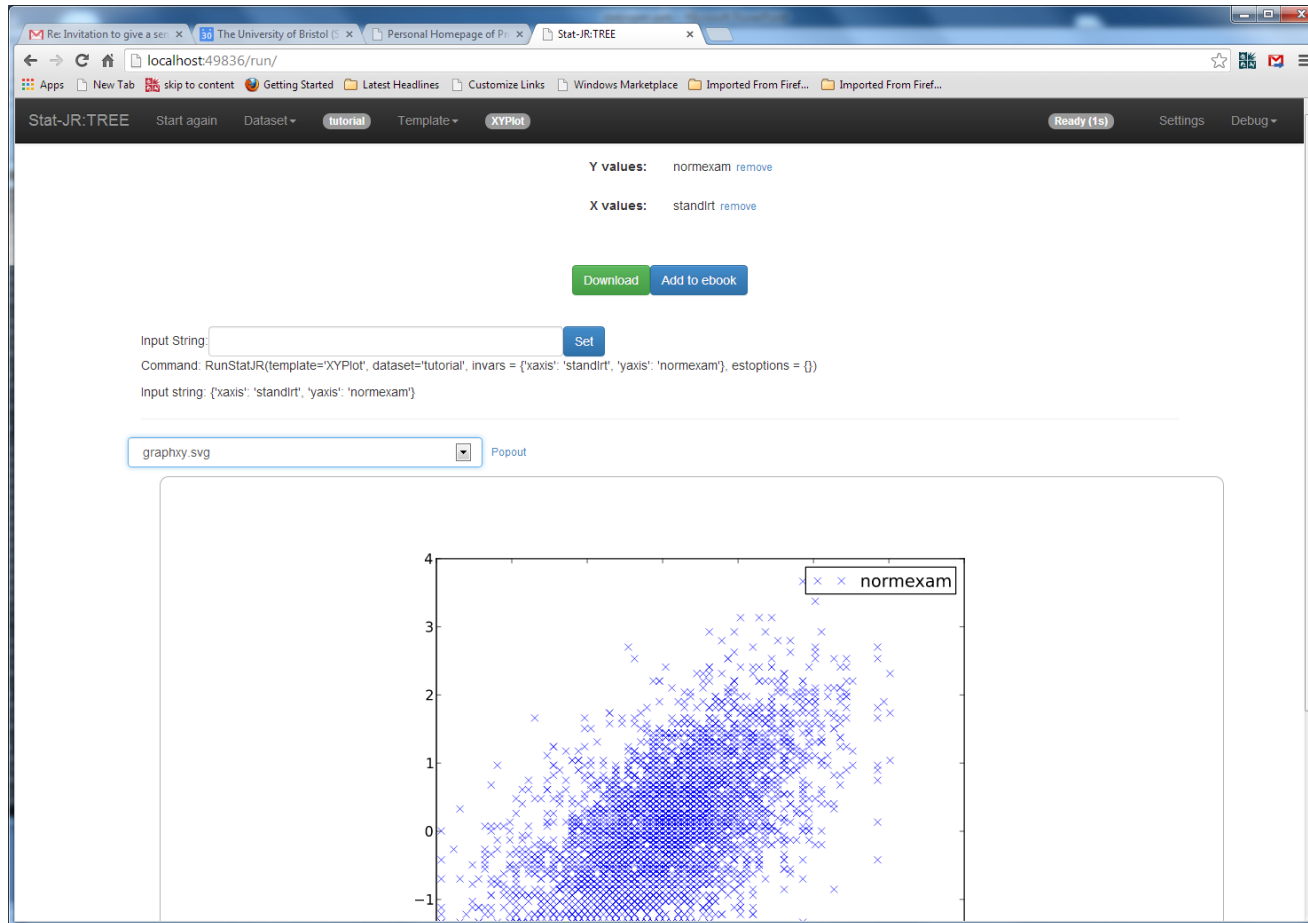 Re: Invitation to give a sen
30 The University of Bristol (S
Personal Homepage of Pr
Stat-JR:TREE
localhost:49836/run/
Apps New Tab skip to content Getting Started Latest Headlines Customize Links Windows Marketplace Imported From Firef... Imported From Firef...
Stat-JR:TREE Start again Dataset tutorial Template XYPlot Ready (1s) Settings Debug
Y values: normexam remove
X values: standlrt remove
Download Add to ebook
Input String: Set
Command: RunStatJR(template='XYPlot', dataset='tutorial', invars = {'xaxis': 'standlrt', 'yaxis': 'normexam'}, estoptions = {})
Input string: {'xaxis': 'standlrt', 'yaxis': 'normexam'}
graphxy.svg Popout
4
normexam
3
2
1
0
−1